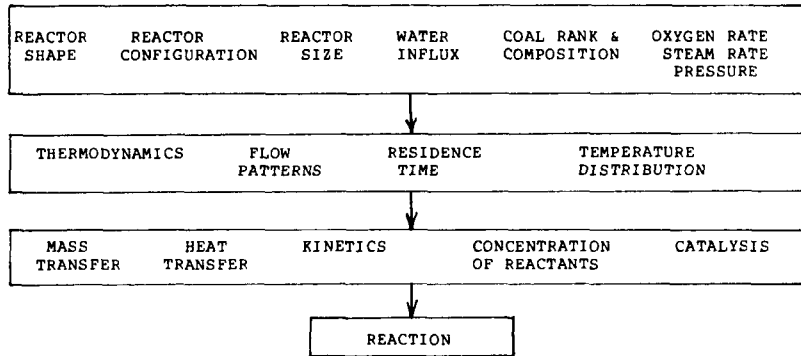 REACTOR SHAPE
REACTOR CONFIGURATION
REACTOR SIZE
WATER INFLUX
COAL RANK & COMPOSITION
OXYGEN RATE
STEAM RATE
PRESSURE
THERMODYNAMICS
FLOW PATTERNS
RESIDENCE TIME
TEMPERATURE DISTRIBUTION
MASS TRANSFER
HEAT TRANSFER
KINETICS
CONCENTRATION OF REACTANTS
CATALYSIS
REACTION